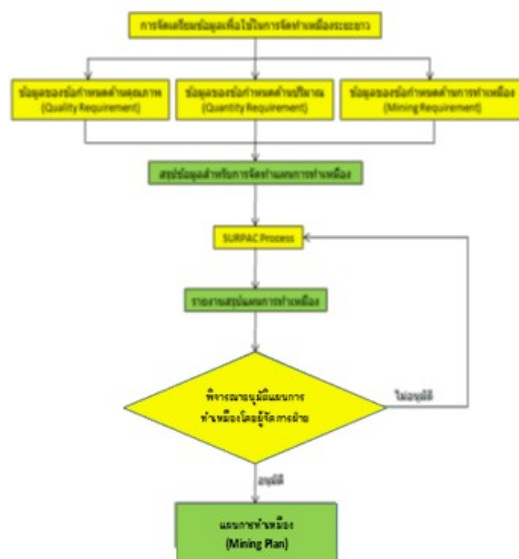 การจัดเตรียมข้อมูลเพื่อใช้ในการจัดทำเหมืองระยะยาว
ข้อมูลของข้อกำหนดด้านคุณภาพ
(Quality Requirement)
ข้อมูลของข้อกำหนดด้านปริมาณ
(Quantity Requirement)
ข้อมูลของข้อกำหนดด้านการทำเหมือง
(Mining Requirement)
สรุปข้อมูลสำหรับการจัดทำแผนการทำเหมือง
SURPAC Process
รายงานสรุปแผนการทำเหมือง
พิจารณาอนุมัติแผนการ
ทำเหมืองโดยผู้จัดการฝ่าย
ไม่อนุมัติ
อนุมัติ
แผนการทำเหมือง
(Mining Plan)